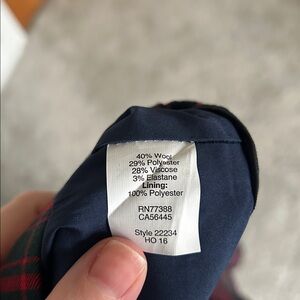 40% Wool
29% Polyester
28% Viscose
3% Elastane
Lining:
100% Polyester
RN77388
CA56445
Style 22234
HO 16